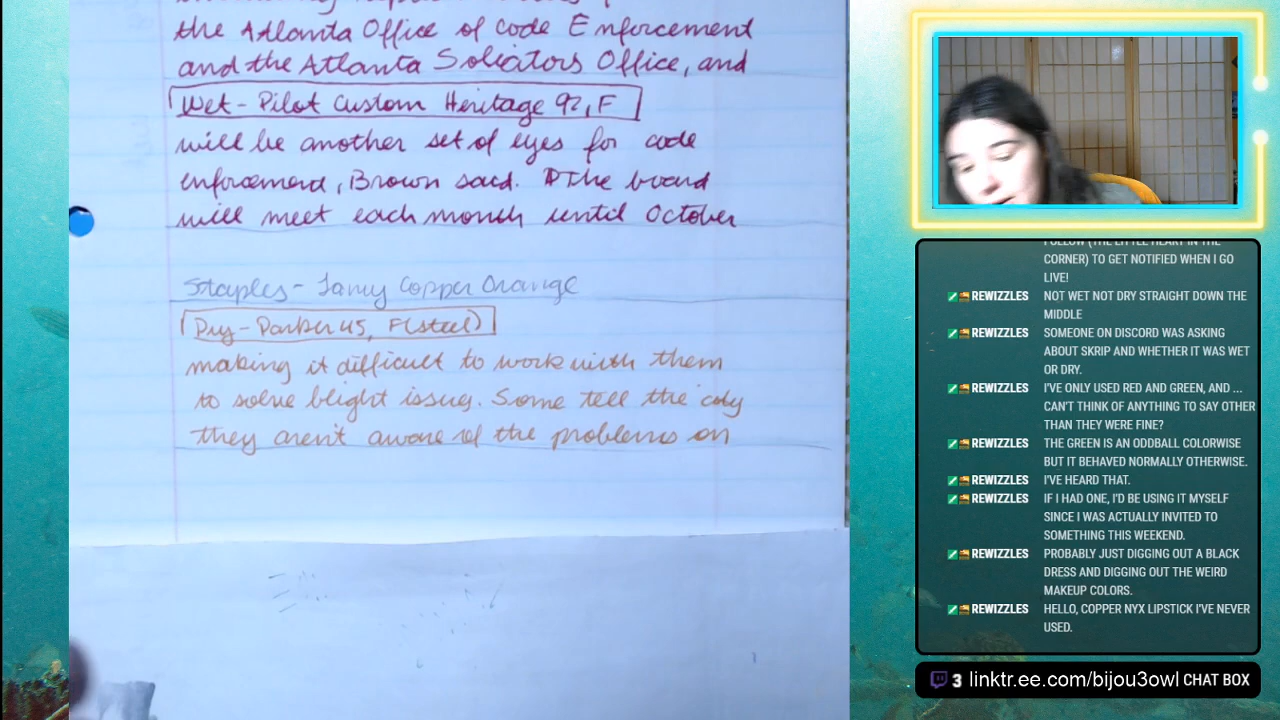 the Atlanta Office of code Enforcement
and the Atlanta Solicitors Office, and
Wet - Pilot Custom Heritage 92, F
will be another set of eyes for code
enforcement, Brown said. The board
will meet each month until October
Staples - Lamy Copper Orange
Dry - Parker 45, F (steel)
making it difficult to work with them
to solve blight issues. Some tell the city
they aren't aware of the problems on
FOLLOW (THE LITTLE HEART IN THE
CORNER) TO GET NOTIFIED WHEN I GO
LIVE!
REWIZZLES NOT WET NOT DRY STRAIGHT DOWN THE
MIDDLE
REWIZZLES SOMEONE ON DISCORD WAS ASKING
ABOUT SKRIP AND WHETHER IT WAS WET
OR DRY.
REWIZZLES I'VE ONLY USED RED AND GREEN, AND ...
CAN'T THINK OF ANYTHING TO SAY OTHER
THAN THEY WERE FINE?
REWIZZLES THE GREEN IS AN ODDBALL COLORWISE
BUT IT BEHAVED NORMALLY OTHERWISE.
REWIZZLES I'VE HEARD THAT.
REWIZZLES IF I HAD ONE, I'D BE USING IT MYSELF
SINCE I WAS ACTUALLY INVITED TO
SOMETHING THIS WEEKEND.
REWIZZLES PROBABLY JUST DIGGING OUT A BLACK
DRESS AND DIGGING OUT THE WEIRD
MAKEUP COLORS.
REWIZZLES HELLO, COPPER NYX LIPSTICK I'VE NEVER
USED.
3 linktr.ee.com/bijou3owl CHAT BOX